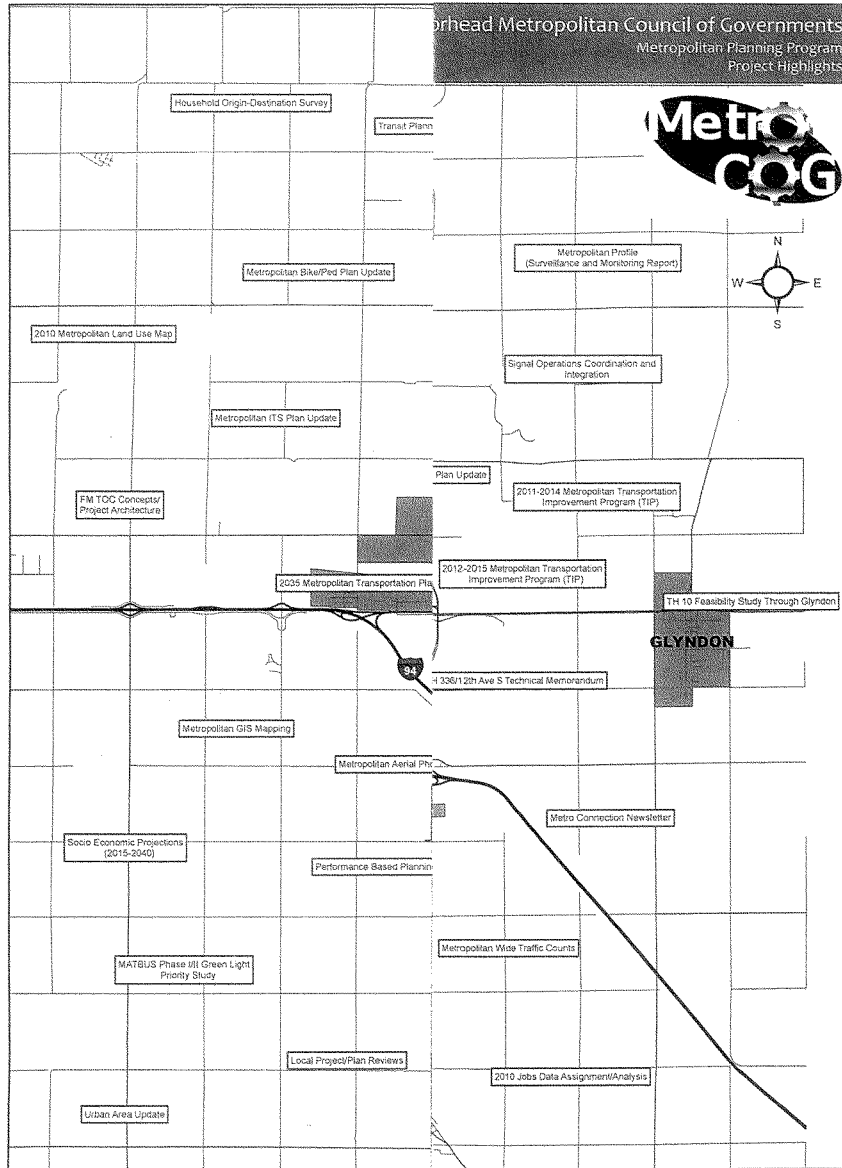 orhead Metropolitan Council of Governments
Metropolitan Planning Program
Project Highlights
Household Origin-Destination Survey
Transit Plann
Metro
COG
Metropolitan Profile
(Surveillance and Monitoring Report)
N
W
E
S
Metropolitan Bike/Ped Plan Update
2010 Metropolitan Land Use Map
Signal Operations Coordination and
Integration
Metropolitan ITS Plan Update
Plan Update
FM TOC Concepts/
Project Architecture
2011-2014 Metropolitan Transportation
Improvement Program (TIP)
2035 Metropolitan Transportation Pla
2012-2015 Metropolitan Transportation
Improvement Program (TIP)
TH 10 Feasibility Study Through Glyndon
GLYNDON
94
H 336/12th Ave S Technical Memorandum
Metropolitan GIS Mapping
Metropolitan Aerial Pho
Metro Connection Newsletter
Socio Economic Projections
(2015-2040)
Performance Based Planning
Metropolitan Wide Traffic Counts
MATBUS Phase I/II Green Light
Priority Study
Local Project/Plan Reviews
2010 Jobs Data Assignment/Analysis
Urban Area Update